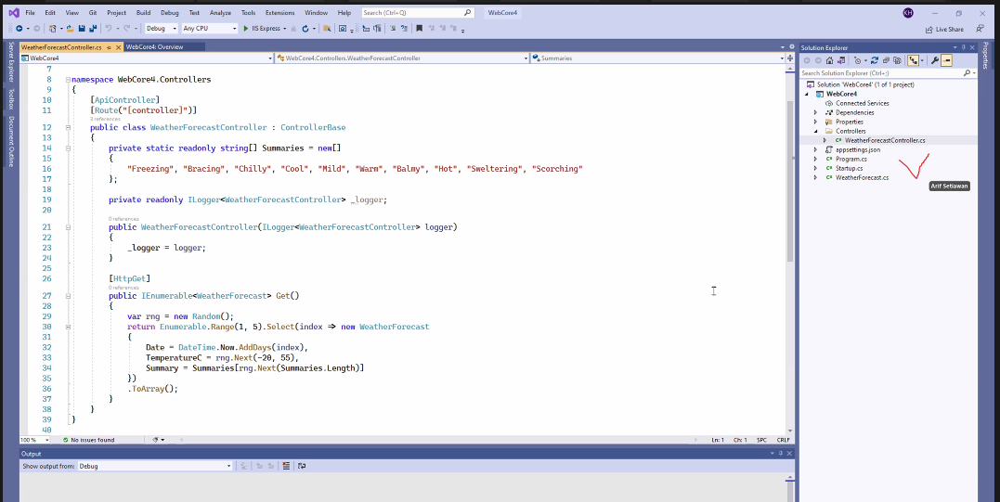 File Edit View Git Project Build Debug Test Analyze Tools Extensions Window Help Search (Ctrl+Q) WebCore4 KH
Debug Any CPU IIS Express Live Share
WeatherForecastController.cs WebCore4: Overview
WebCore4 WebCore4.Controllers.WeatherForecastController Summaries
Server Explorer
Toolbox
Document Outline
7
8 namespace WebCore4.Controllers
9 {
10 [ApiController]
11 [Route("[controller]")]
3 references
12 public class WeatherForecastController : ControllerBase
13 {
14 private static readonly string[] Summaries = new[]
15 {
16 "Freezing", "Bracing", "Chilly", "Cool", "Mild", "Warm", "Balmy", "Hot", "Sweltering", "Scorching"
17 };
18
19 private readonly ILogger<WeatherForecastController> _logger;
20
0 references
21 public WeatherForecastController(ILogger<WeatherForecastController> logger)
22 {
23 _logger = logger;
24 }
25
26 [HttpGet]
0 references
27 public IEnumerable<WeatherForecast> Get()
28 {
29 var rng = new Random();
30 return Enumerable.Range(1, 5).Select(index => new WeatherForecast
31 {
32 Date = DateTime.Now.AddDays(index),
33 TemperatureC = rng.Next(-20, 55),
34 Summary = Summaries[rng.Next(Summaries.Length)]
35 })
36 .ToArray();
37 }
38 }
39 }
40
100 % No issues found Ln: 1 Ch: 1 SPC CRLF
Output
Show output from: Debug
Solution Explorer
Search Solution Explorer (Ctrl+;)
Solution 'WebCore4' (1 of 1 project)
WebCore4
Connected Services
Dependencies
Properties
Controllers
WeatherForecastController.cs
appsettings.json
Program.cs
Startup.cs
WeatherForecast.cs
Arif Setiawan
Properties